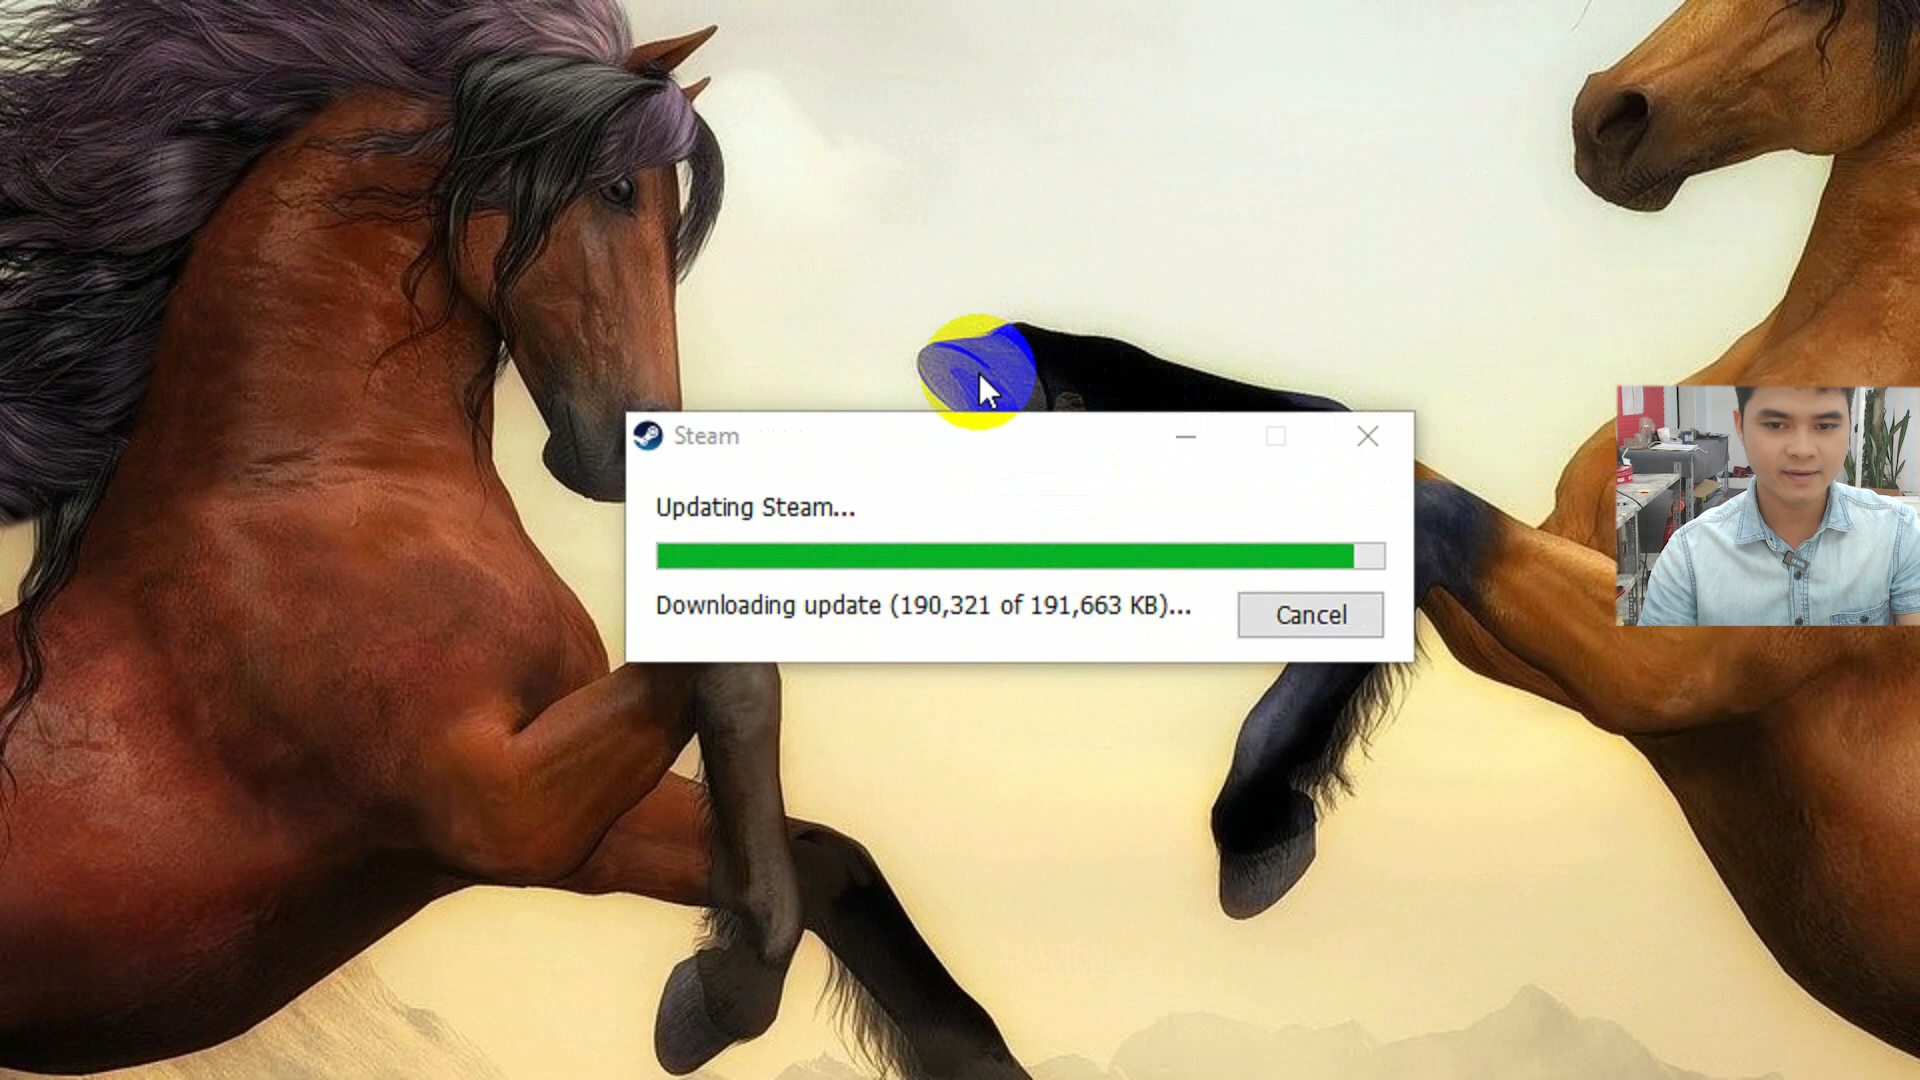 Steam
Updating Steam...
Downloading update (190,321 of 191,663 KB)...
Cancel